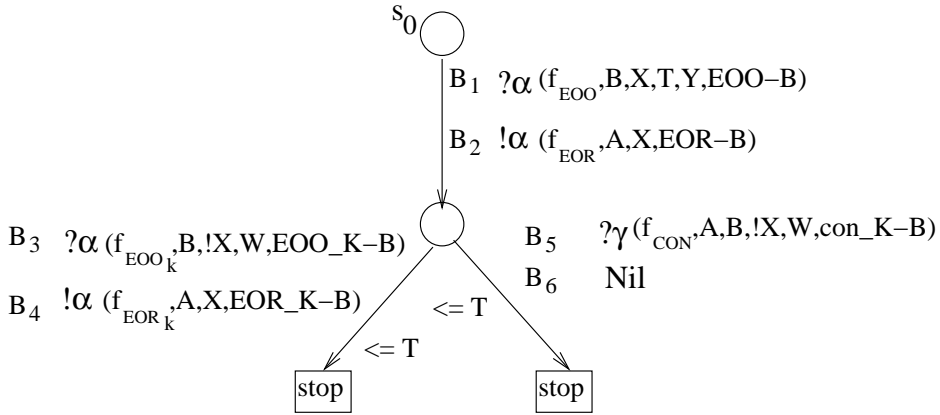 s0
B1 ?α (fEOO,B,X,T,Y,EOO–B)
B2 !α (fEOR,A,X,EOR–B)
B3 ?α (fEOOk,B,!X,W,EOO_K–B)
B5 ?γ (fCON,A,B,!X,W,con_K–B)
B6 Nil
B4 !α (fEORk,A,X,EOR_K–B)
<= T
<= T
stop
stop